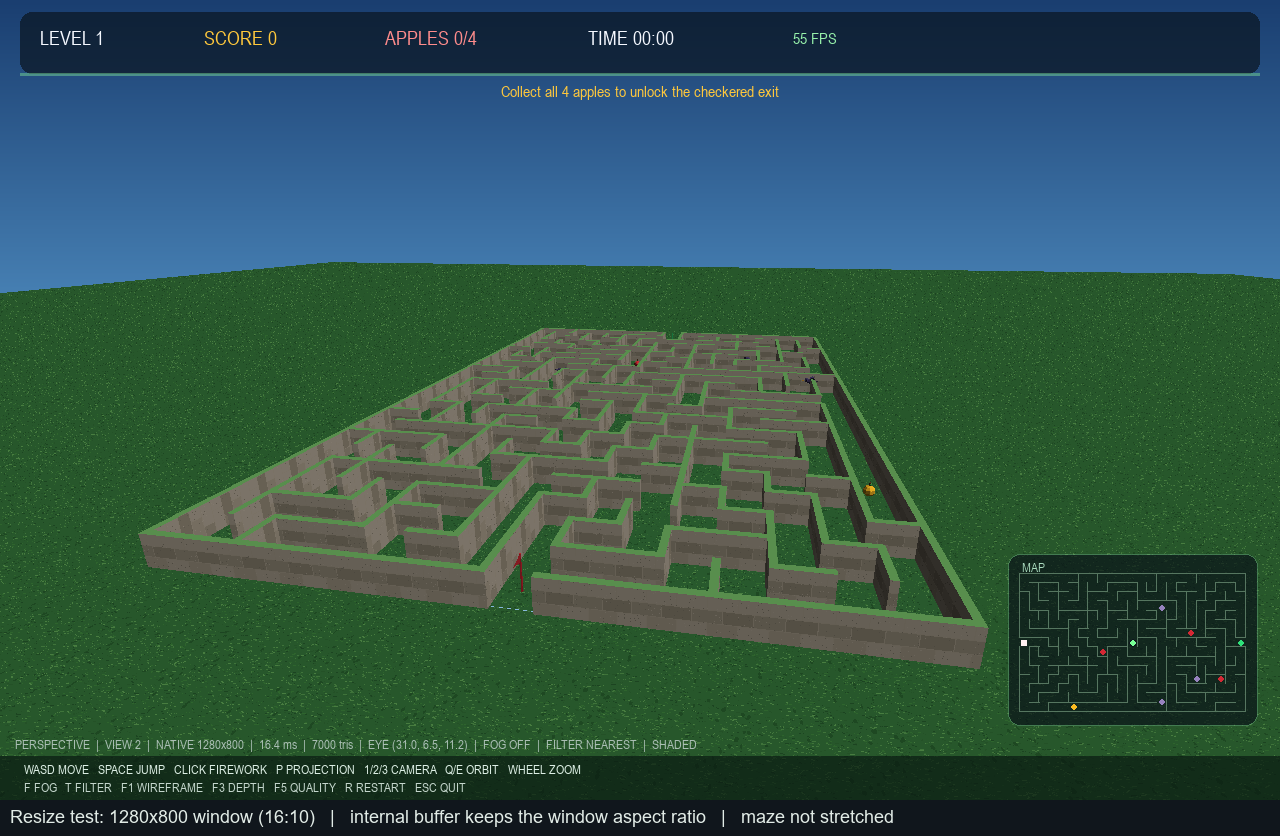 LEVEL 1 SCORE 0 APPLES 0/4 TIME 00:00 55 FPS
Collect all 4 apples to unlock the checkered exit
MAP
PERSPECTIVE | VIEW 2 | NATIVE 1280x800 | 16.4 ms | 7000 tris | EYE (31.0, 6.5, 11.2) | FOG OFF | FILTER NEAREST | SHADED
WASD MOVE SPACE JUMP CLICK FIREWORK P PROJECTION 1/2/3 CAMERA Q/E ORBIT WHEEL ZOOM
F FOG T FILTER F1 WIREFRAME F3 DEPTH F5 QUALITY R RESTART ESC QUIT
Resize test: 1280x800 window (16:10) | internal buffer keeps the window aspect ratio | maze not stretched